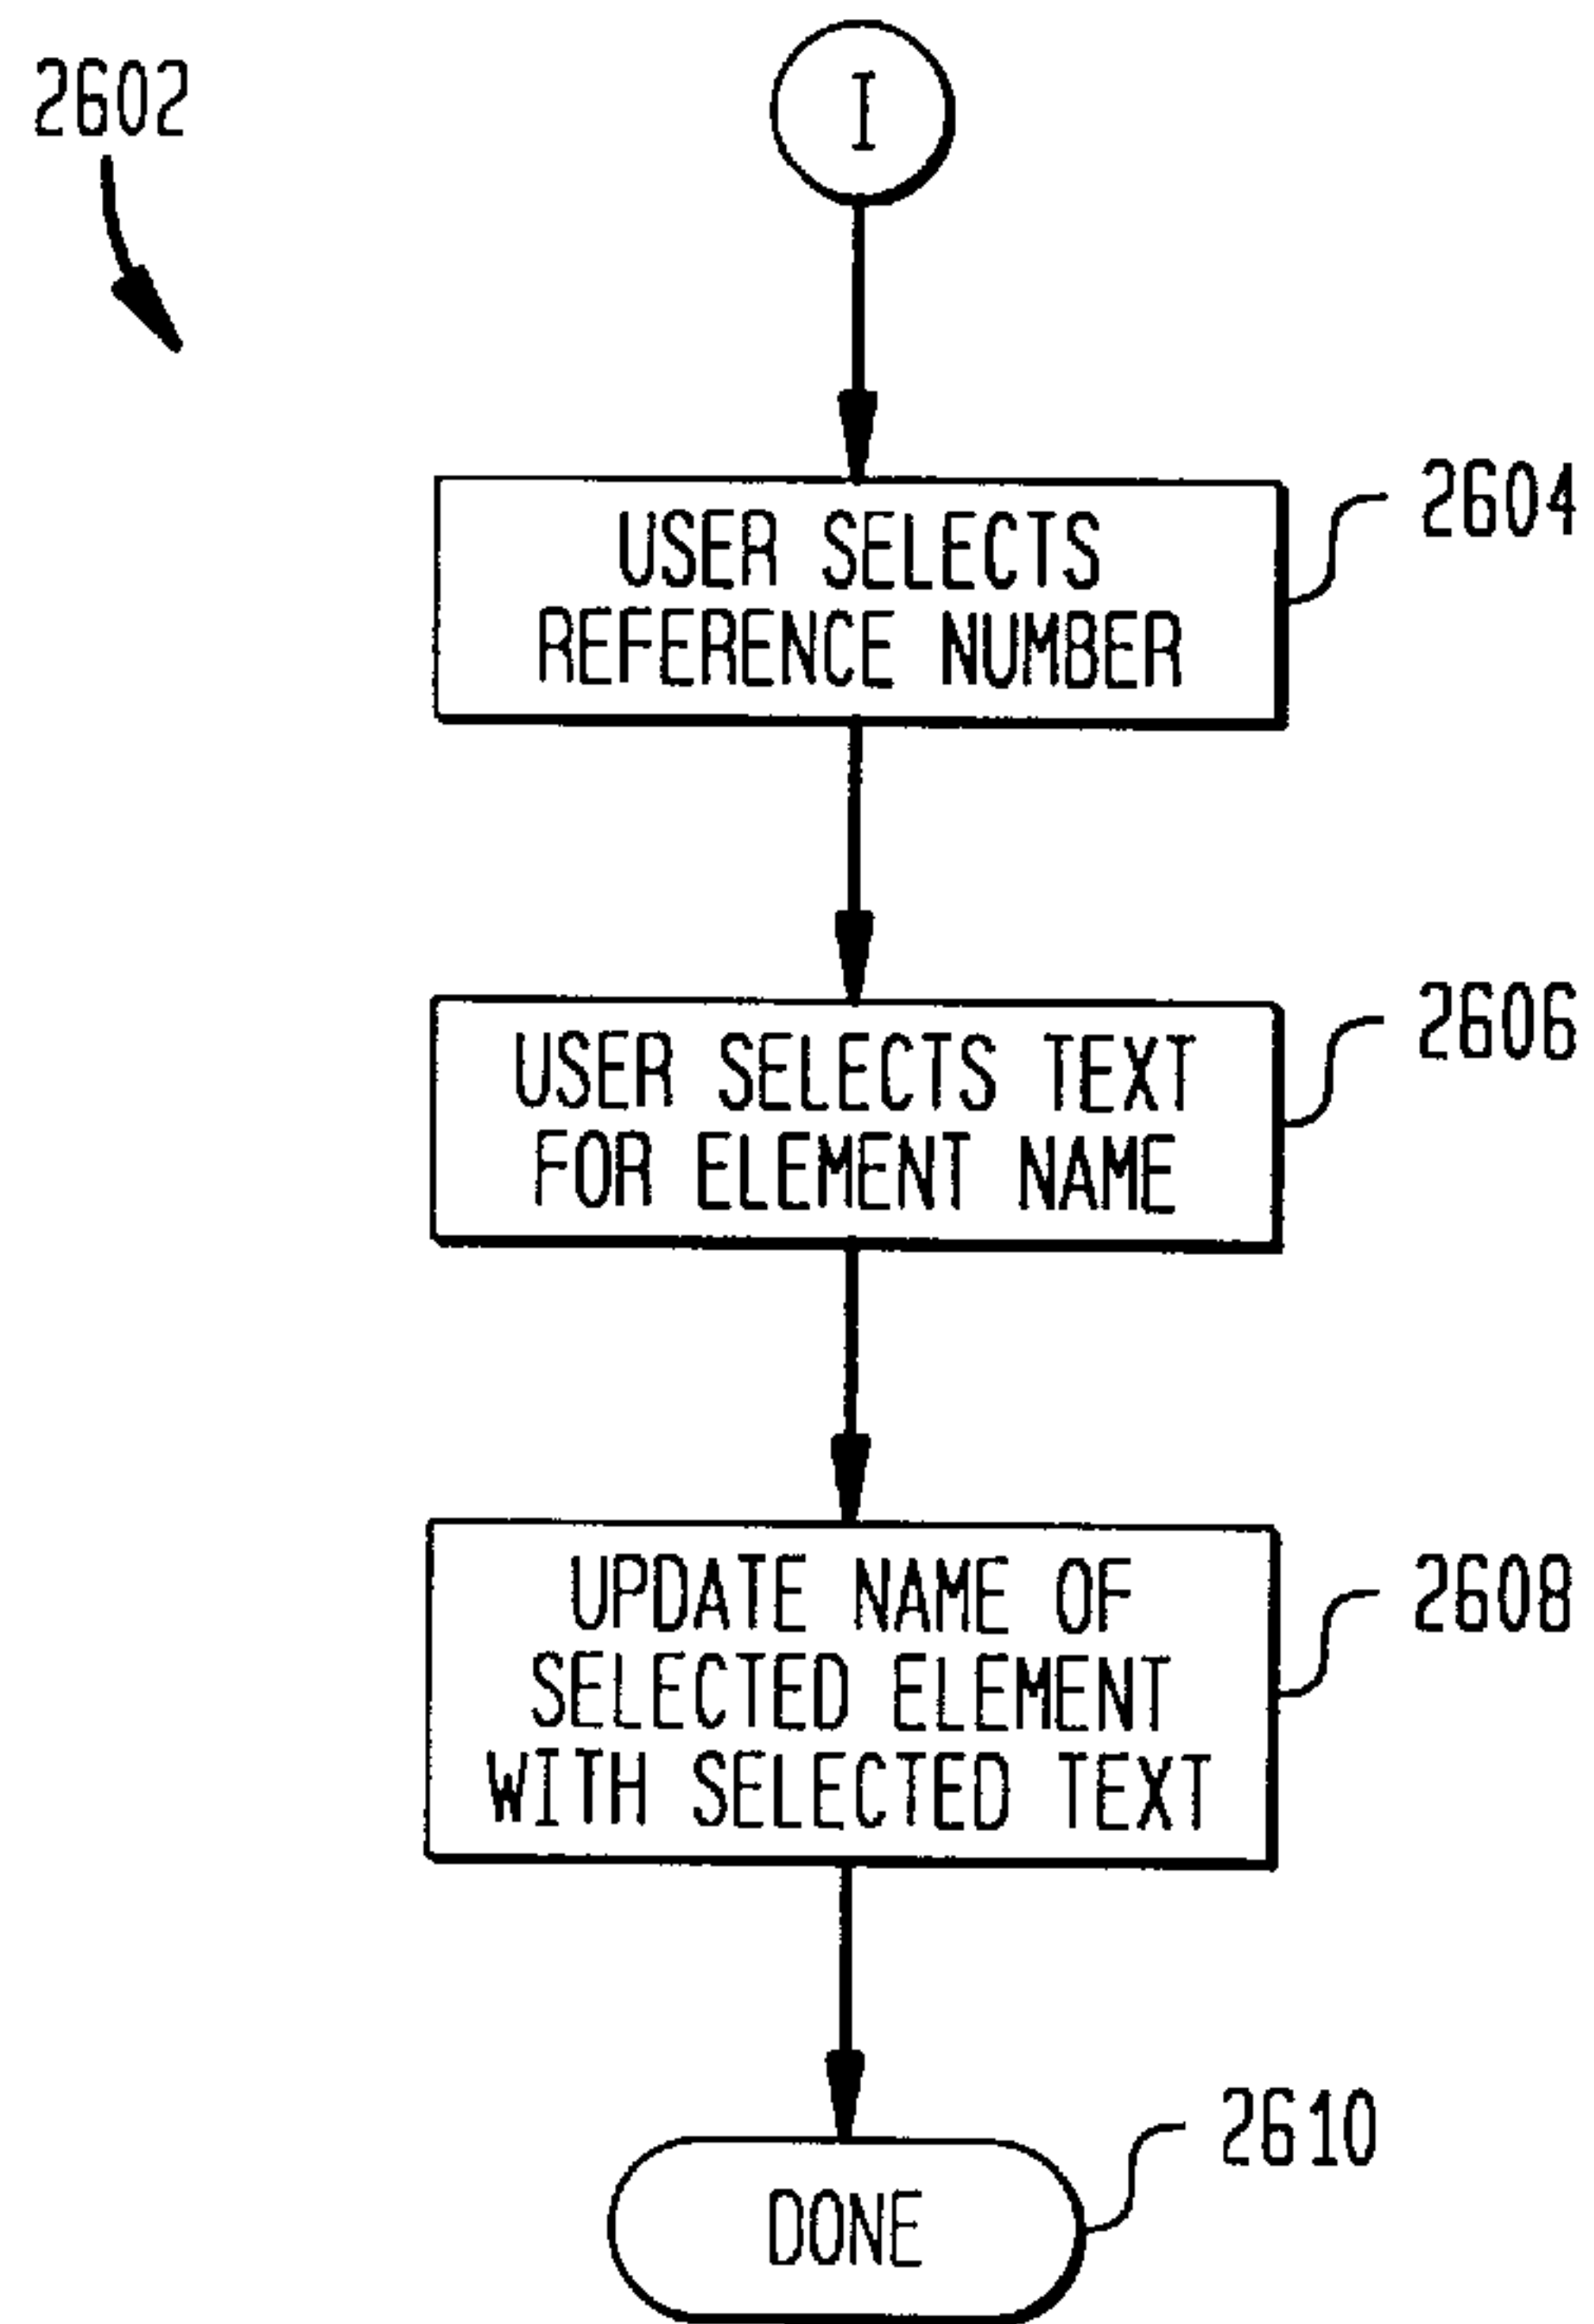 2602
I
USER SELECTS
REFERENCE NUMBER
2604
USER SELECTS TEXT
FOR ELEMENT NAME
2606
UPDATE NAME OF
SELECTED ELEMENT
WITH SELECTED TEXT
2608
DONE
2610